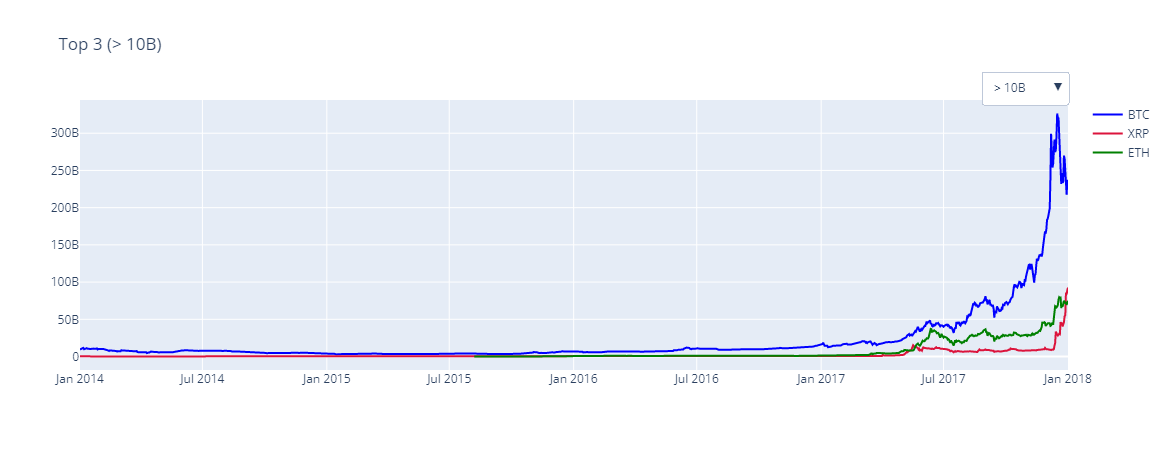 Top 3 (> 10B)
> 10B ▼
BTC
XRP
ETH
300B
250B
200B
150B
100B
50B
0
Jan 2014 Jul 2014 Jan 2015 Jul 2015 Jan 2016 Jul 2016 Jan 2017 Jul 2017 Jan 2018